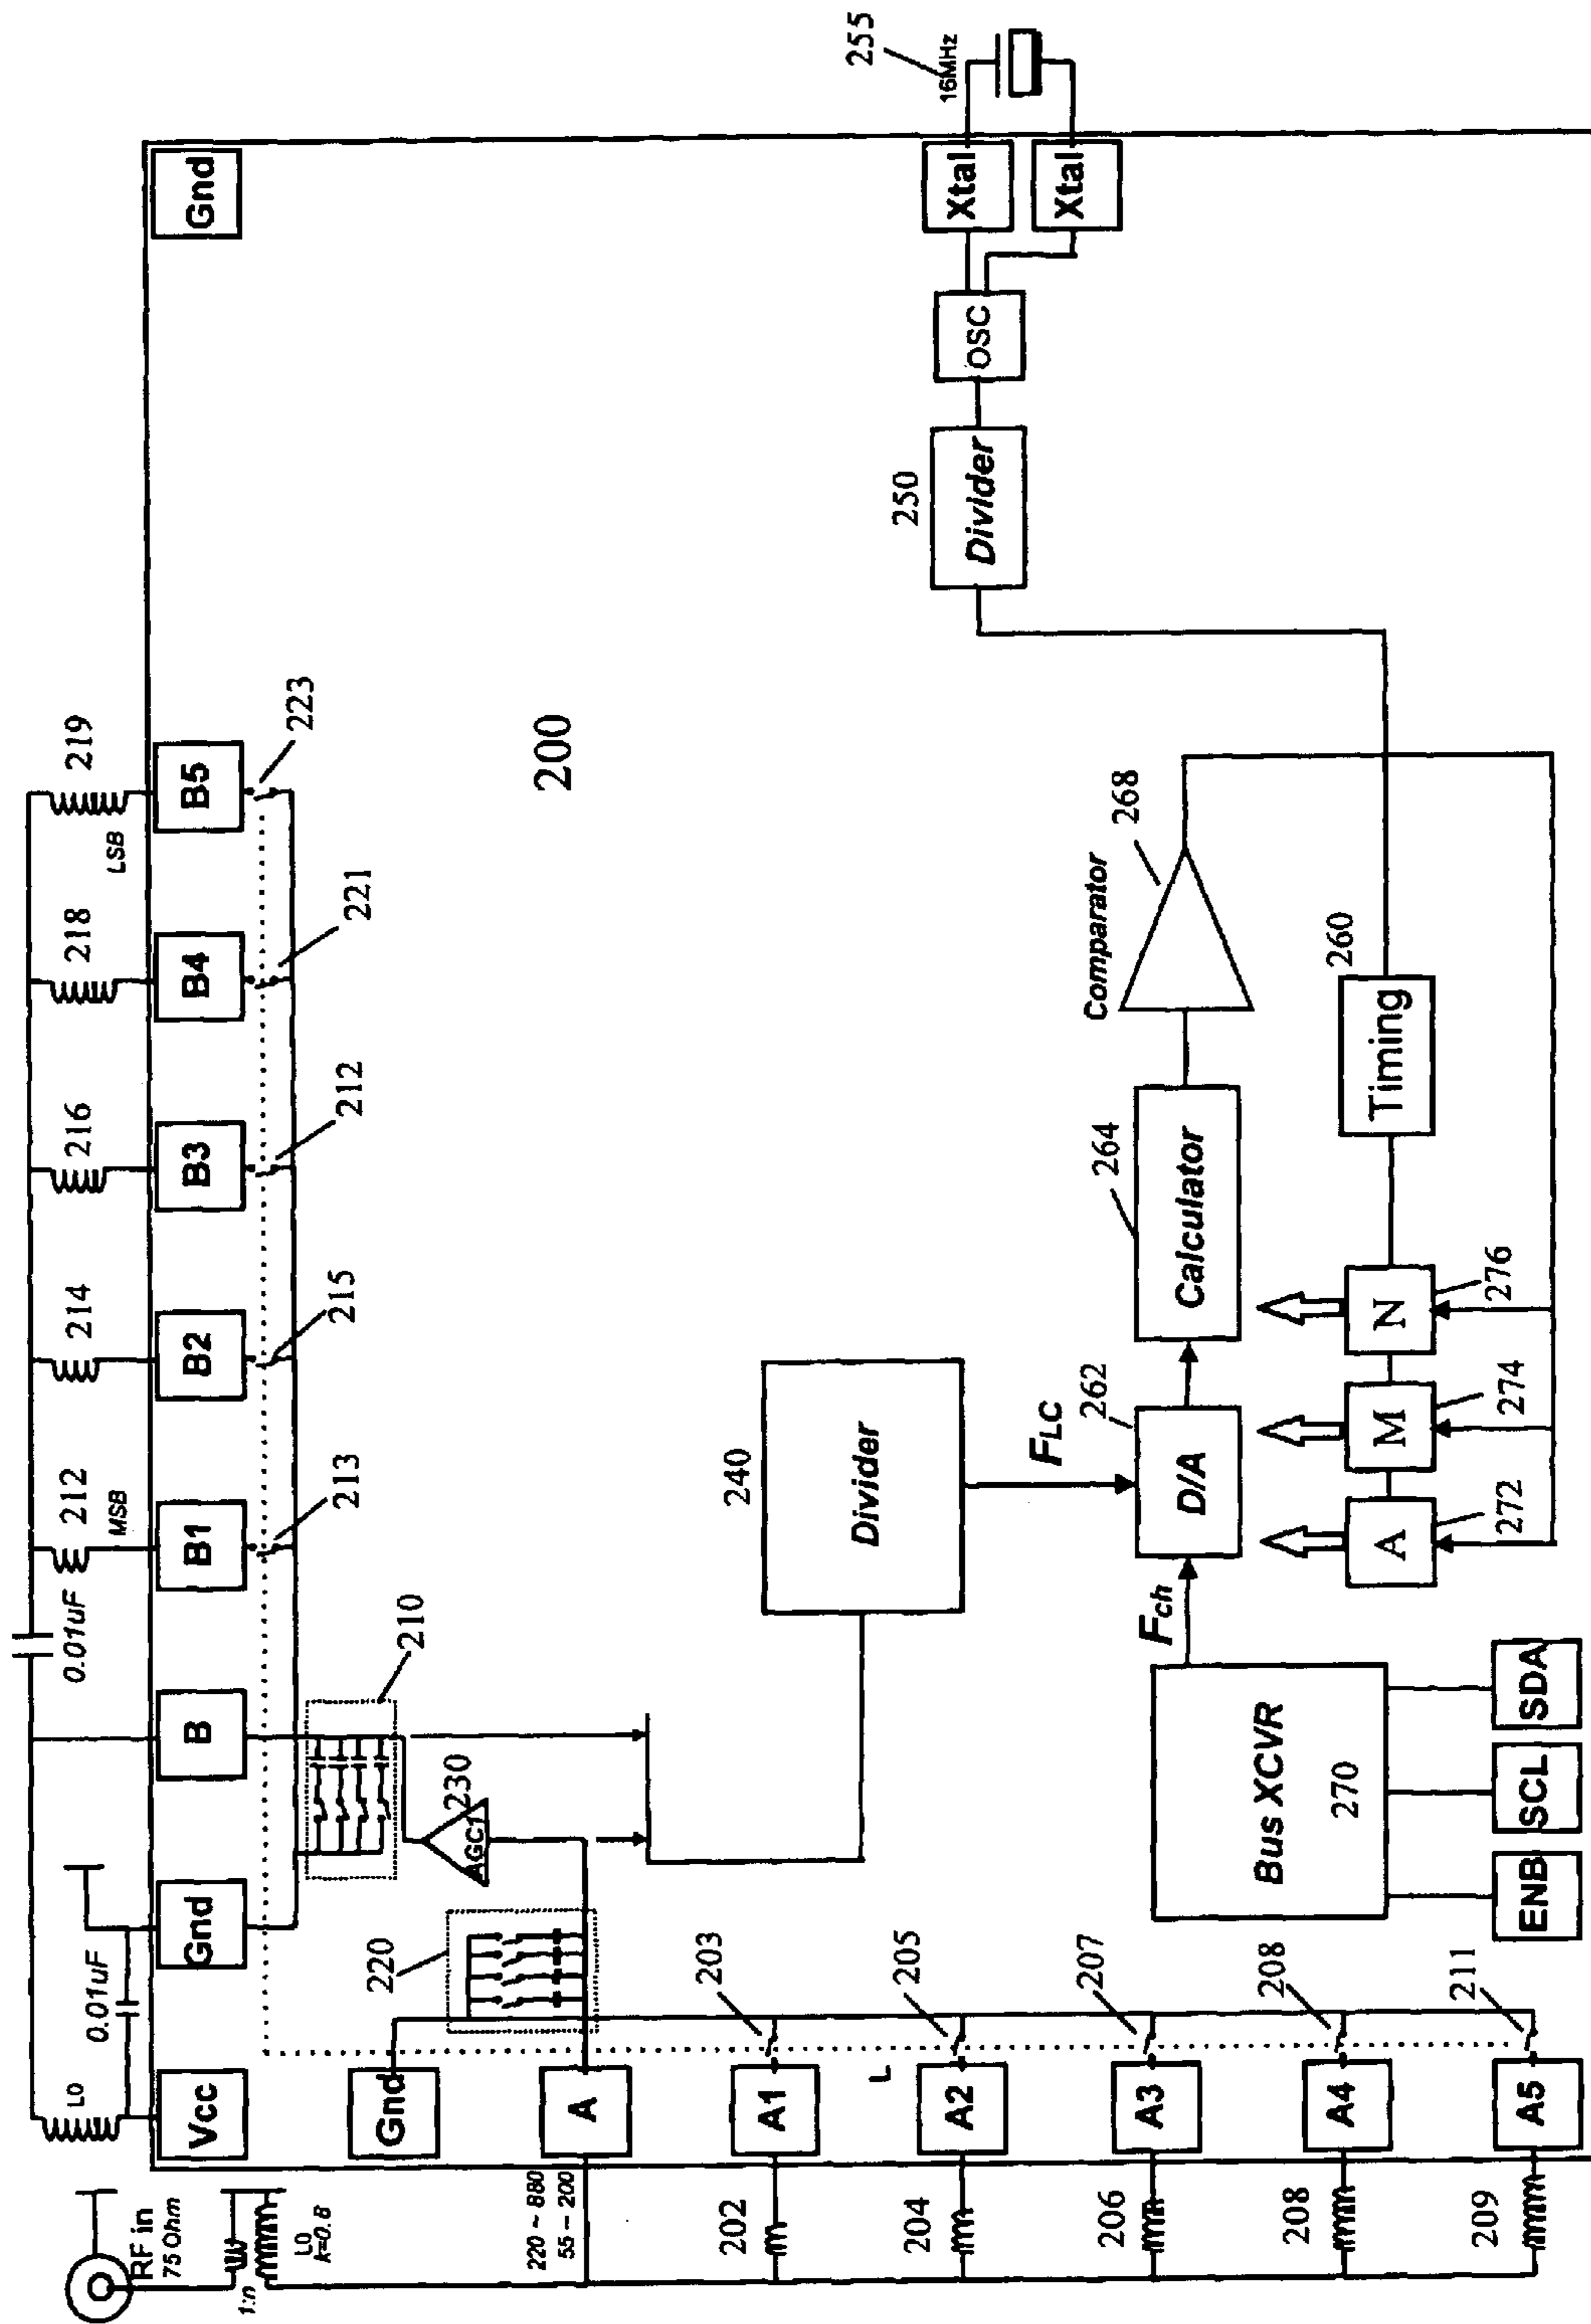 RF in
75 Ohm
1:n
L0
k=0.8
L0
0.01uF
0.01uF
212
MSB
214
216
218
219
LSB
Vcc
Gnd
B
B1
B2
B3
B4
B5
Gnd
213
215
212
221
223
210
220
230
AGC1
200
Gnd
A
220 ~ 880
55 – 200
A1
A2
A3
A4
A5
L
202
204
206
208
209
203
205
207
208
211
240
Divider
FLC
Fch
262
D/A
264
Calculator
Comparator
268
250
Divider
OSC
Xtal
Xtal
16MHz
255
260
Timing
A
M
N
272
274
276
Bus XCVR
270
ENB
SCL
SDA